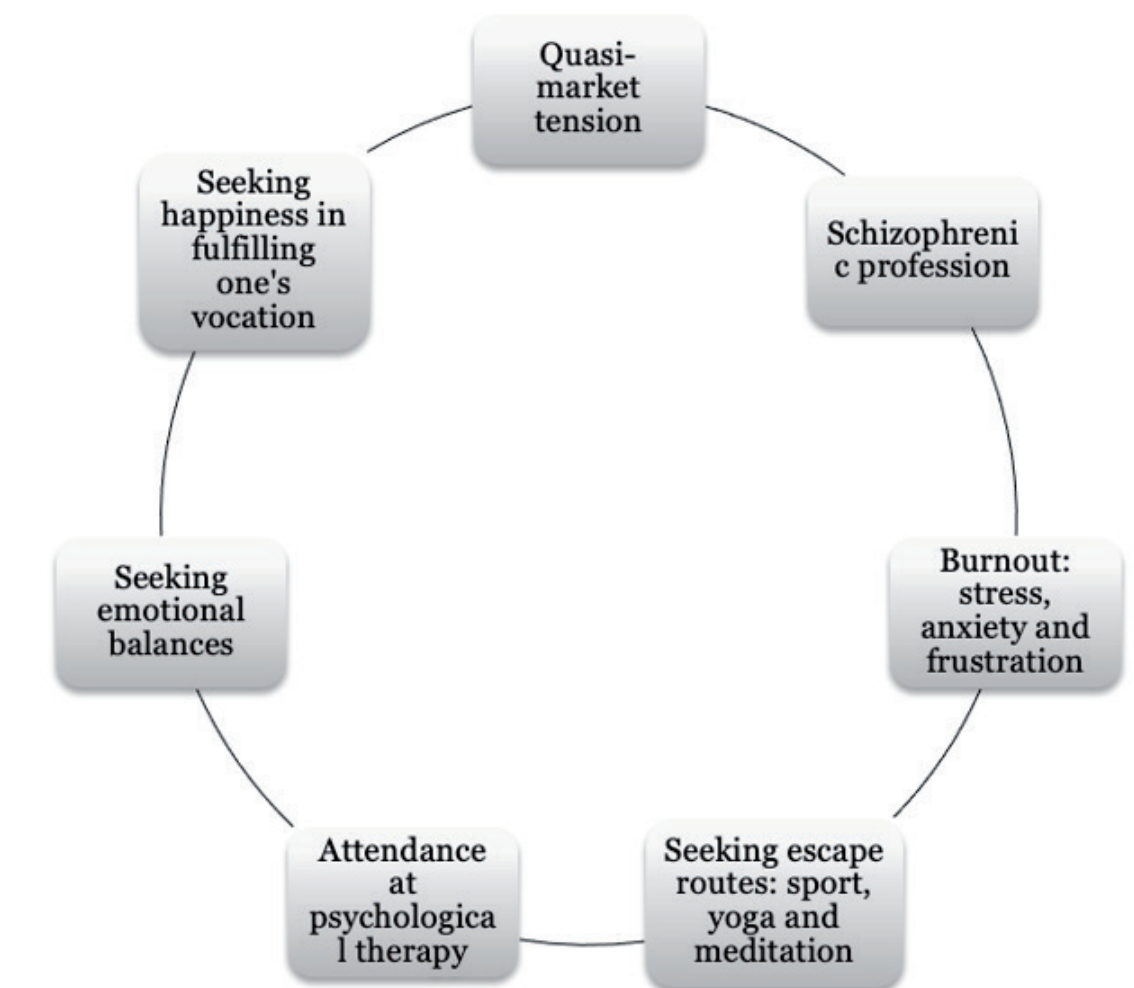 Quasi-
market
tension
Schizophreni
c profession
Burnout:
stress,
anxiety and
frustration
Seeking escape
routes: sport,
yoga and
meditation
Attendance
at
psychologica
l therapy
Seeking
emotional
balances
Seeking
happiness in
fulfilling
one's
vocation